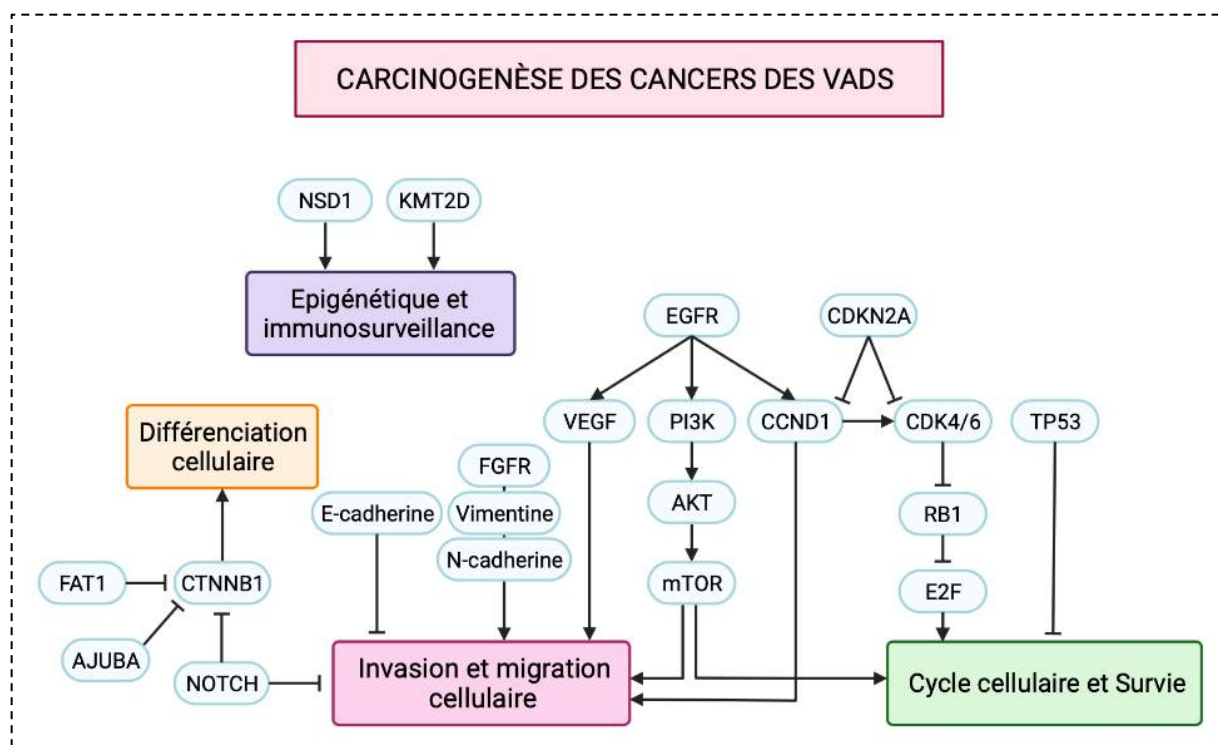 CARCINOGENÈSE DES CANCERS DES VADS
NSD1
KMT2D
Epigénétique et
immunosurveillance
EGFR
CDKN2A
VEGF
PI3K
CCND1
CDK4/6
TP53
Différenciation
cellulaire
FGFR
E-cadherine
Vimentine
AKT
RB1
N-cadherine
FAT1
CTNNB1
mTOR
E2F
AJUBA
NOTCH
Invasion et migration
cellulaire
Cycle cellulaire et Survie